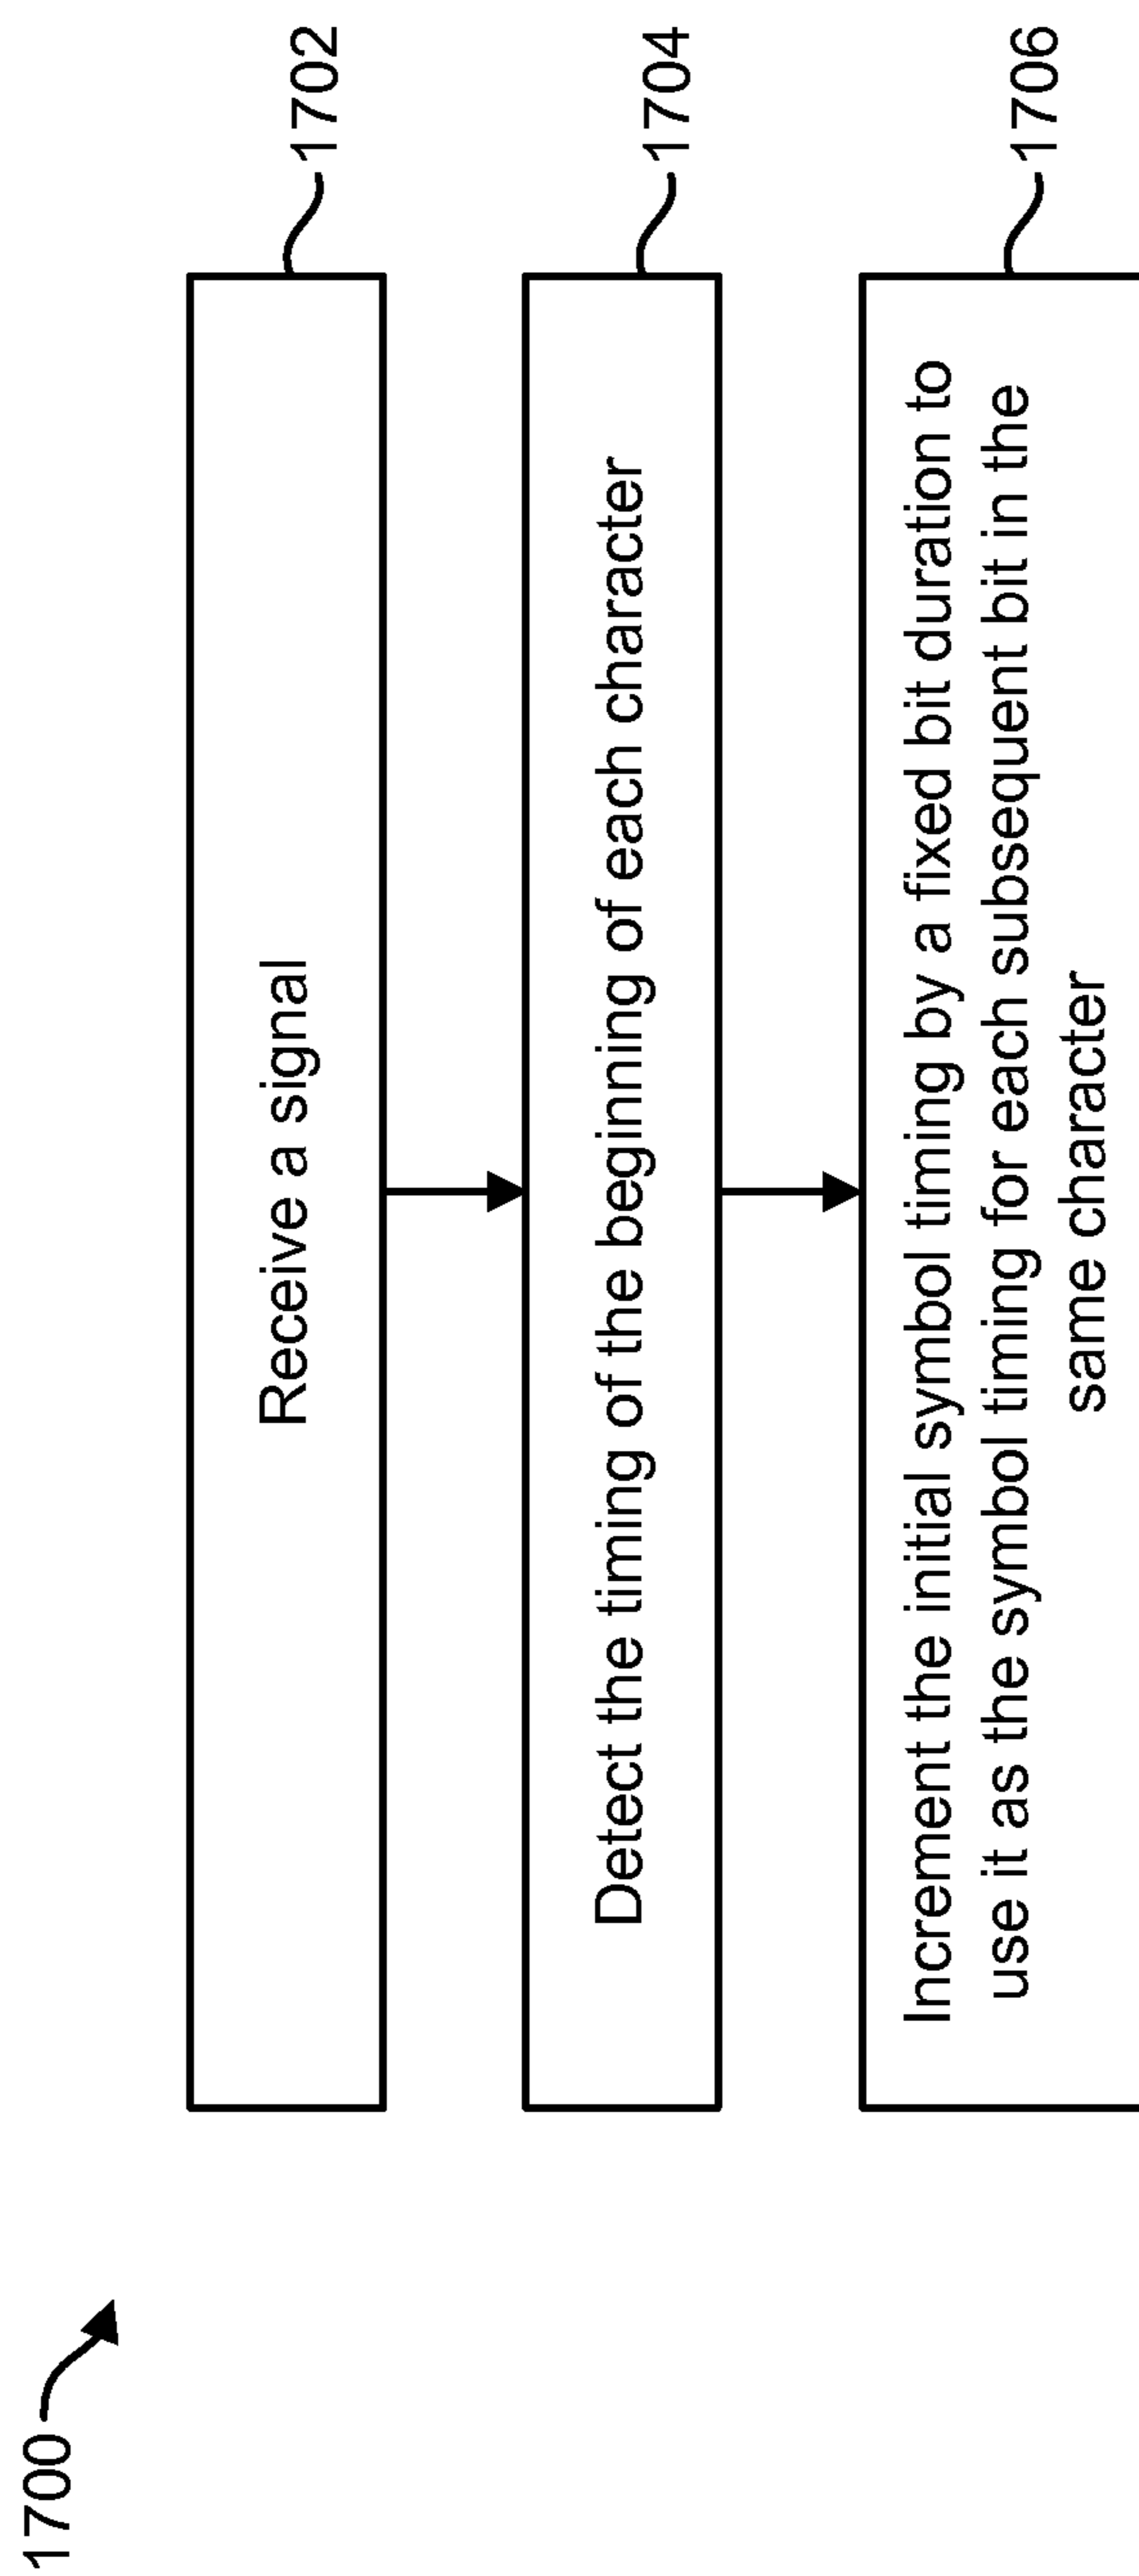 1700
Receive a signal
1702
Detect the timing of the beginning of each character
1704
Increment the initial symbol timing by a fixed bit duration to
use it as the symbol timing for each subsequent bit in the
same character
1706